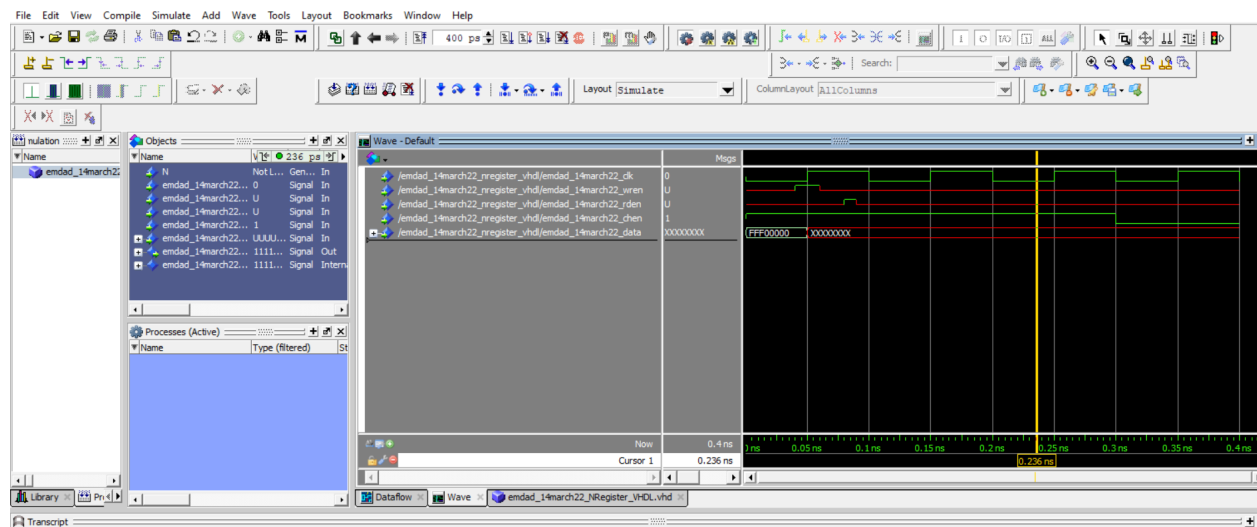 File Edit View Compile Simulate Add Wave Tools Layout Bookmarks Window Help
400 ps
Search:
Layout Simulate
ColumnLayout AllColumns
nulation
Objects
Wave - Default
Name
Name
236 ps
Msgs
emdad_14march22
N Not L... Gen... In
emdad_14march22... 0 Signal In
emdad_14march22... U Signal In
emdad_14march22... U Signal In
emdad_14march22... 1 Signal In
emdad_14march22... UUUU... Signal In
emdad_14march22... 1111... Signal Out
emdad_14march22... 1111... Signal Intern
/emdad_14march22_nregister_vhdl/emdad_14march22_clk 0
/emdad_14march22_nregister_vhdl/emdad_14march22_wren U
/emdad_14march22_nregister_vhdl/emdad_14march22_rden U
/emdad_14march22_nregister_vhdl/emdad_14march22_chen 1
/emdad_14march22_nregister_vhdl/emdad_14march22_data XXXXXXXX FFF00000 XXXXXXXX
Processes (Active)
Name Type (filtered) St
Now 0.4 ns
0.05 ns 0.1 ns 0.15 ns 0.2 ns 0.25 ns 0.3 ns 0.35 ns 0.4 ns
Cursor 1 0.236 ns 0.236 ns
Library
Dataflow Wave emdad_14march22_NRegister_VHDL.vhd
Transcript